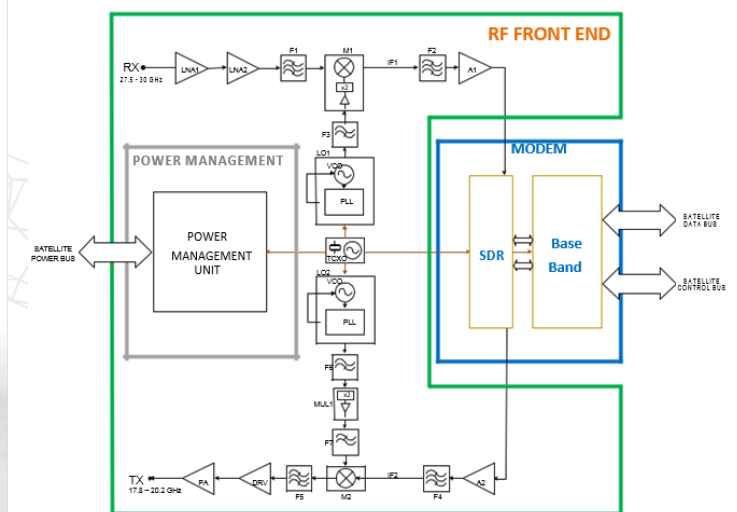 RF FRONT END
RX
27.5 - 30 GHz
LNA1
LNA2
F1
M1
x2
IF1
F2
A1
F3
LO1
VCO
PLL
POWER MANAGEMENT
POWER
MANAGEMENT
UNIT
SATELLITE
POWER BUS
TCXO
MODEM
SDR
Base
Band
SATELLITE
DATA BUS
SATELLITE
CONTROL BUS
LO2
VCO
PLL
F6
MUL1
x2
F7
TX
17.8 – 20.2 GHz
PA
DRV
F5
M2
IF2
F4
A2